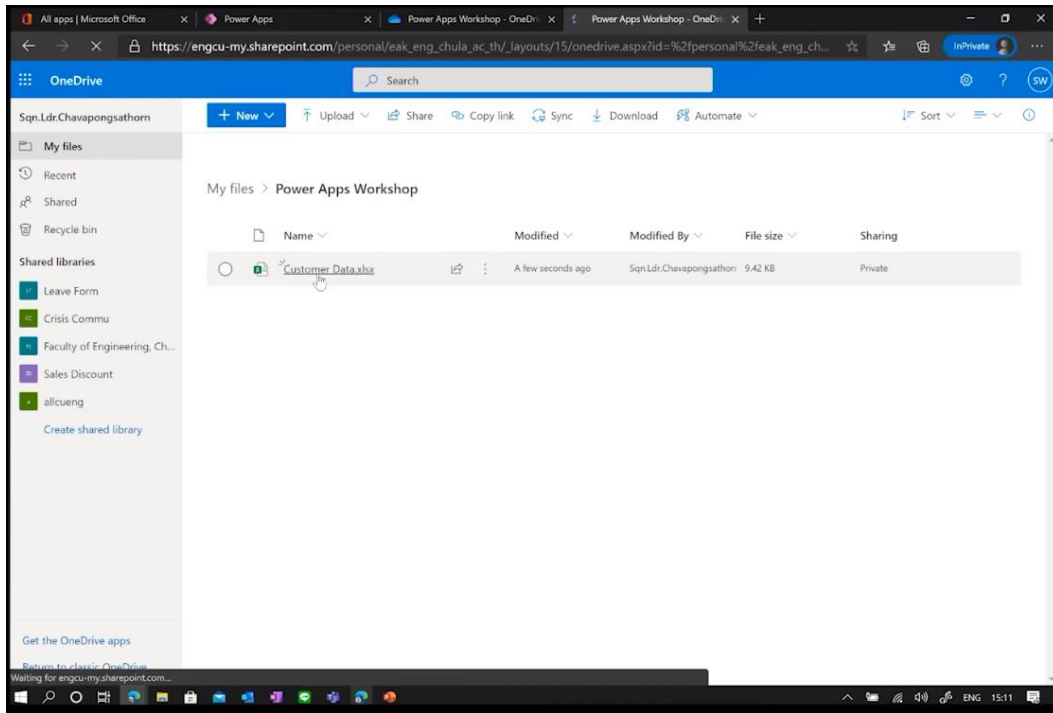 All apps | Microsoft Office
Power Apps
Power Apps Workshop - OneDri
Power Apps Workshop - OneDri
https://engcu-my.sharepoint.com/personal/eak_eng_chula_ac_th/_layouts/15/onedrive.aspx?id=%2fpersonal%2feak_eng_ch...
InPrivate
OneDrive
Search
SW
Sqn.Ldr.Chavapongsathorn
New
Upload
Share
Copy link
Sync
Download
Automate
Sort
My files
Recent
Shared
Recycle bin
Shared libraries
Leave Form
Crisis Commu
Faculty of Engineering, Ch...
Sales Discount
allcueng
Create shared library
My files > Power Apps Workshop
Name Modified Modified By File size Sharing
Customer Data.xlsx A few seconds ago Sqn.Ldr.Chavapongsathorn 9.42 KB Private
Get the OneDrive apps
Return to classic OneDrive
Waiting for engcu-my.sharepoint.com...
ENG 15:11